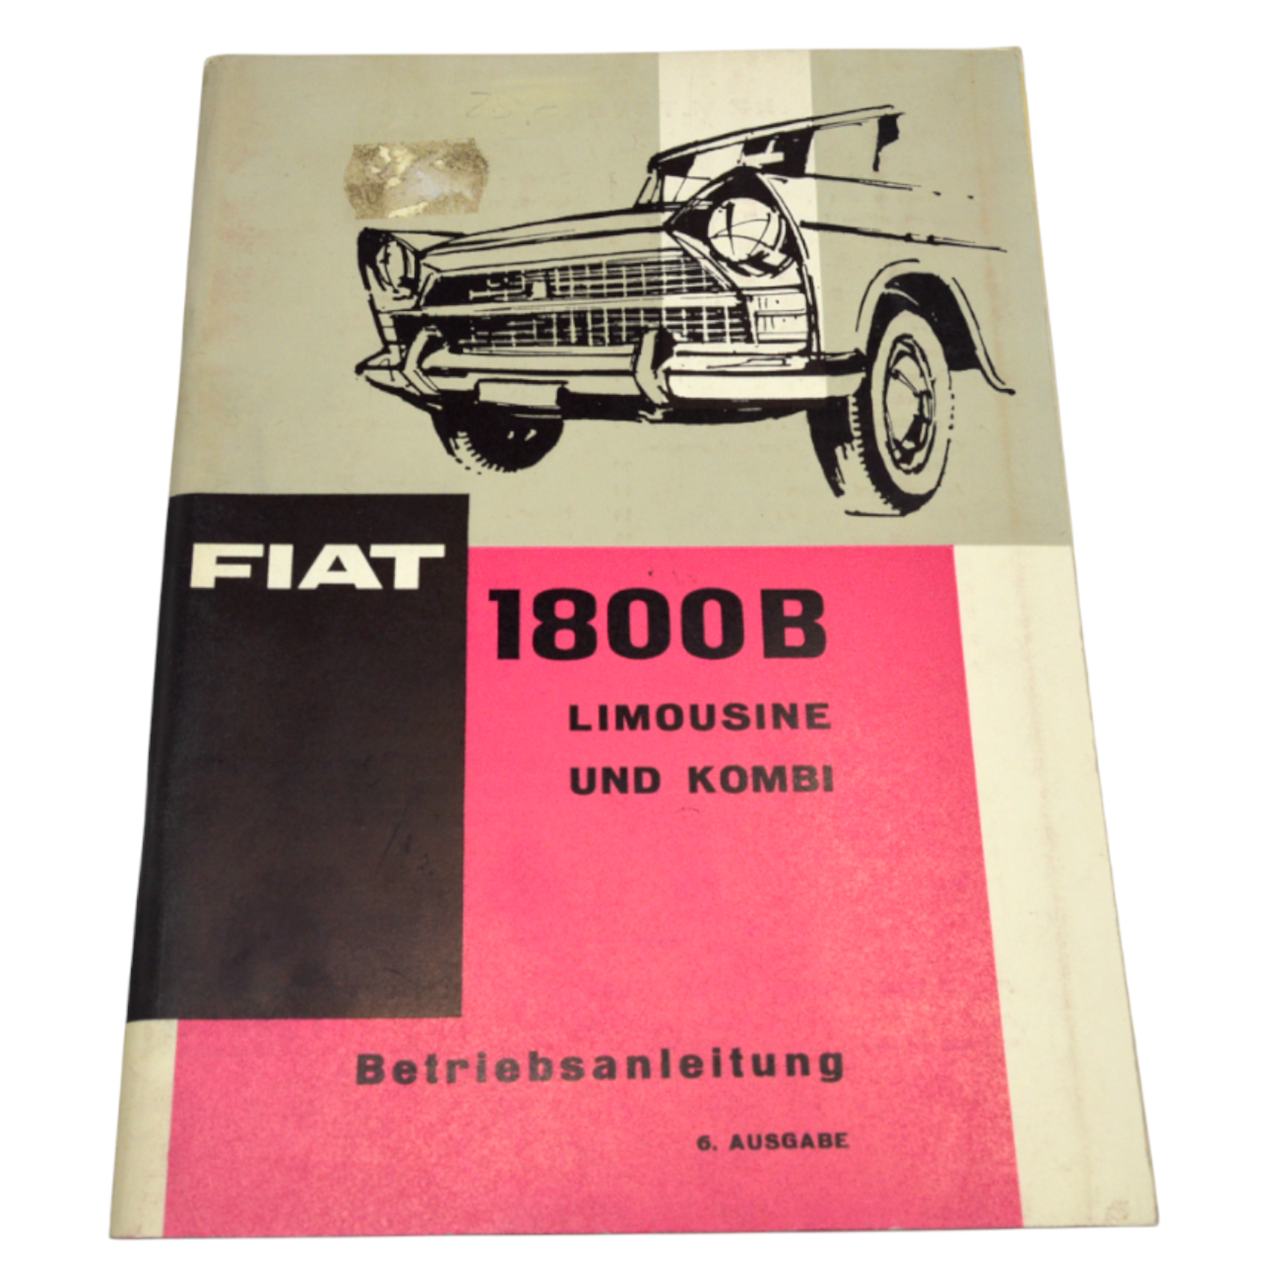 FIAT
1800B
LIMOUSINE
UND KOMBI
Betriebsanleitung
6. AUSGABE